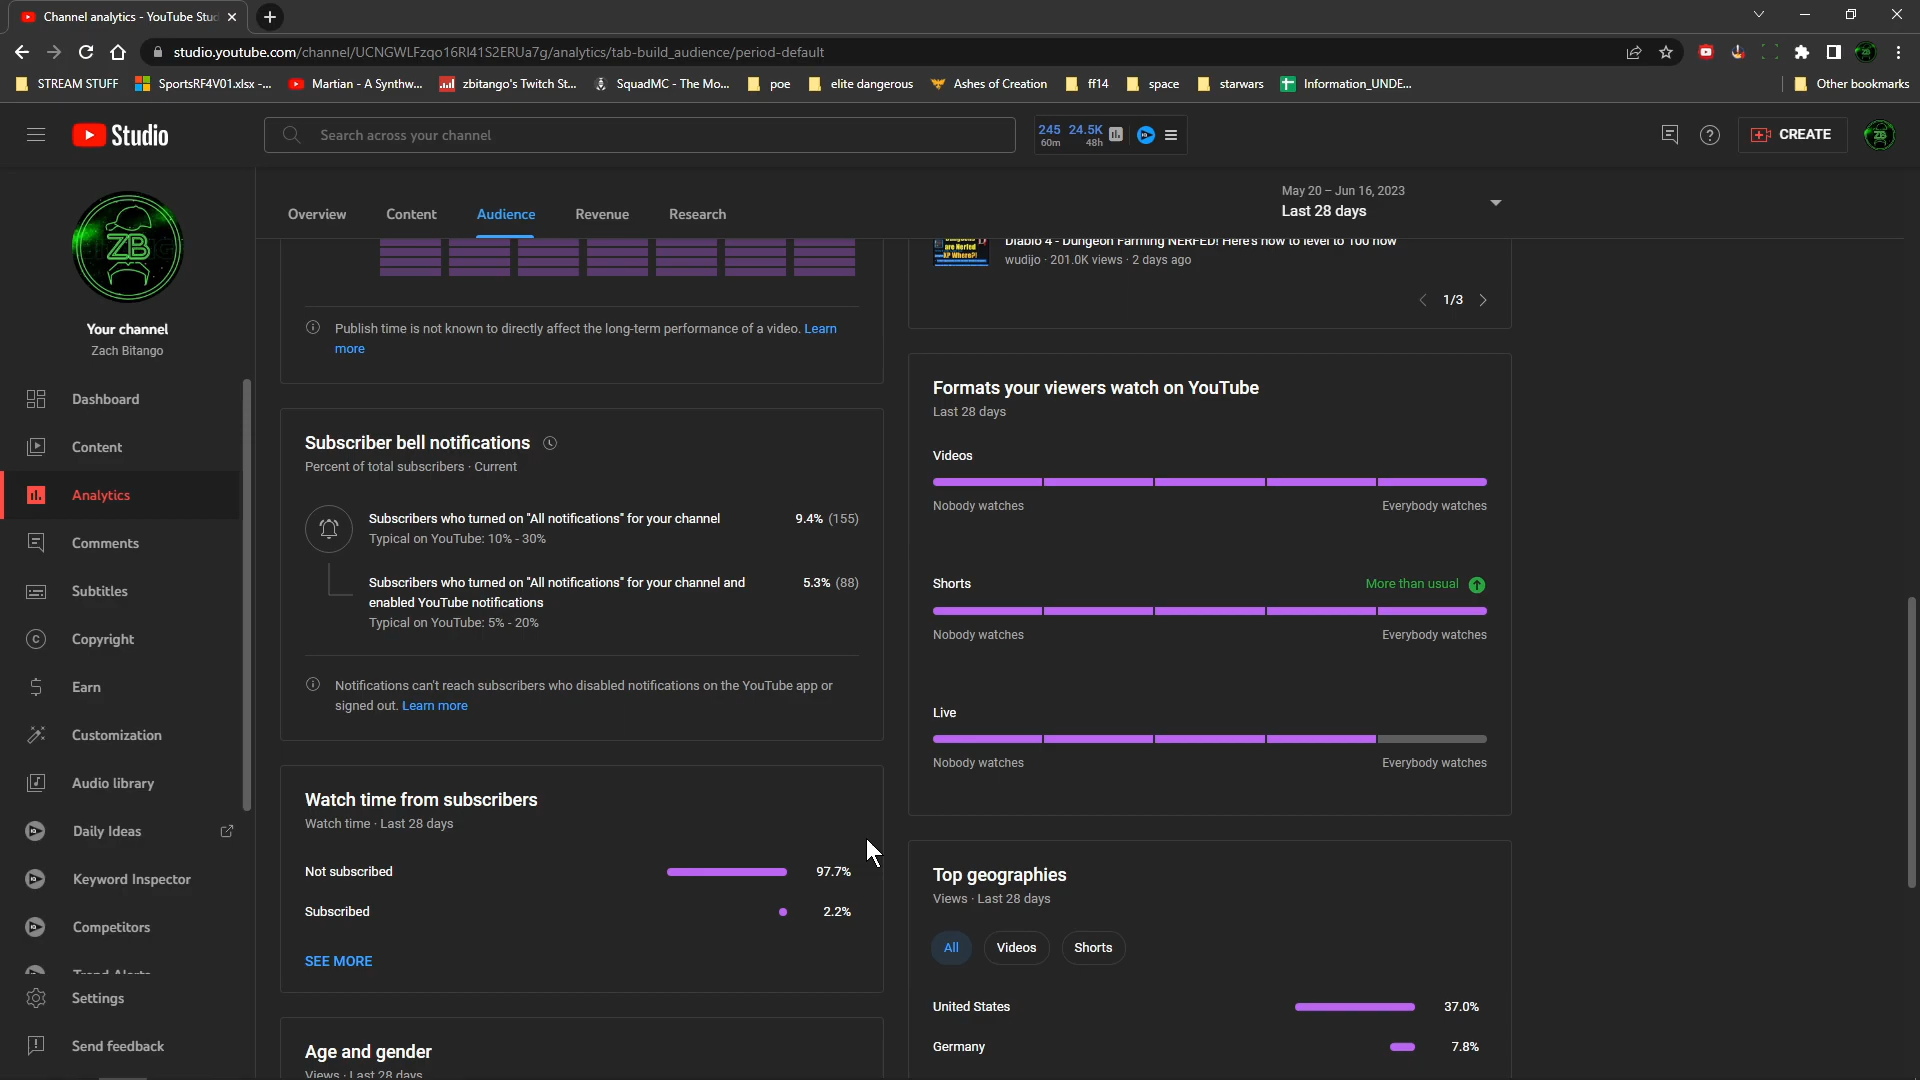 Channel analytics - YouTube Stud
studio.youtube.com/channel/UCNGWLFzqo16RI41S2ERUa7g/analytics/tab-build_audience/period-default
STREAM STUFF
SportsRF4V01.xlsx -...
Martian - A Synthw...
zbitango's Twitch St...
SquadMC - The Mo...
poe
elite dangerous
Ashes of Creation
ff14
space
starwars
Information_UNDE...
Other bookmarks
Studio
Search across your channel
245 24.5K
60m 48h
CREATE
ZB
Your channel
Zach Bitango
Dashboard
Content
Analytics
Comments
Subtitles
Copyright
Earn
Customization
Audio library
Daily Ideas
Keyword Inspector
Competitors
Trend Alerts
Settings
Send feedback
Overview
Content
Audience
Revenue
Research
May 20 – Jun 16, 2023
Last 28 days
Publish time is not known to directly affect the long-term performance of a video. Learn
more
Subscriber bell notifications
Percent of total subscribers · Current
Subscribers who turned on "All notifications" for your channel 9.4% (155)
Typical on YouTube: 10% - 30%
Subscribers who turned on "All notifications" for your channel and 5.3% (88)
enabled YouTube notifications
Typical on YouTube: 5% - 20%
Notifications can't reach subscribers who disabled notifications on the YouTube app or
signed out. Learn more
Watch time from subscribers
Watch time · Last 28 days
Not subscribed 97.7%
Subscribed 2.2%
SEE MORE
Age and gender
Views · Last 28 days
Diablo 4 - Dungeon Farming NERFED! Here's how to level to 100 now
wudijo · 201.0K views · 2 days ago
1/3
Formats your viewers watch on YouTube
Last 28 days
Videos
Nobody watches Everybody watches
Shorts More than usual
Nobody watches Everybody watches
Live
Nobody watches Everybody watches
Top geographies
Views · Last 28 days
All Videos Shorts
United States 37.0%
Germany 7.8%